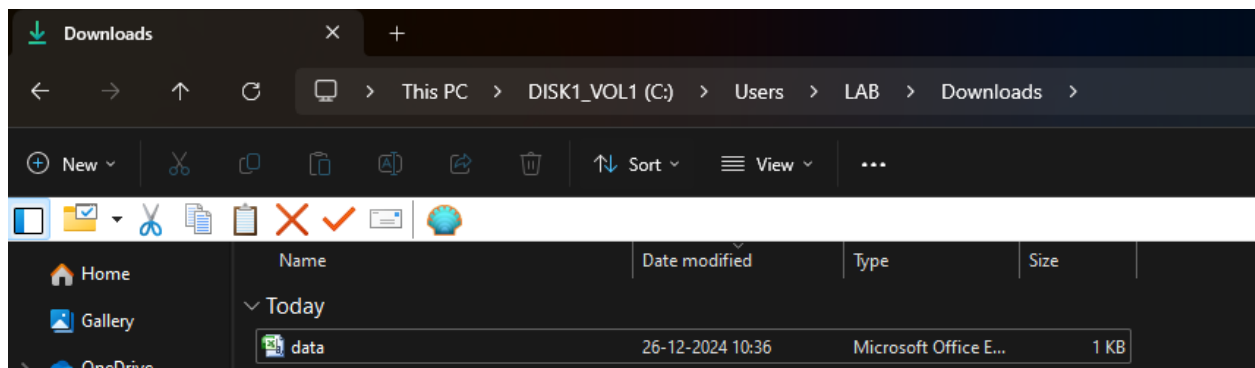 Downloads
This PC > DISK1_VOL1 (C:) > Users > LAB > Downloads >
New Sort View ...
Name Date modified Type Size
Home
Today
Gallery
data 26-12-2024 10:36 Microsoft Office E... 1 KB
OneDrive